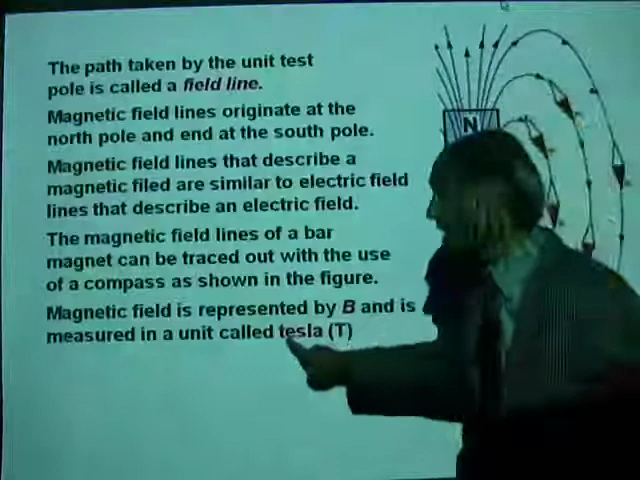 The path taken by the unit test
pole is called a field line.
Magnetic field lines originate at the
north pole and end at the south pole.
Magnetic field lines that describe a
magnetic filed are similar to electric field
lines that describe an electric field.
The magnetic field lines of a bar
magnet can be traced out with the use
of a compass as shown in the figure.
Magnetic field is represented by B and is
measured in a unit called tesla (T)
N